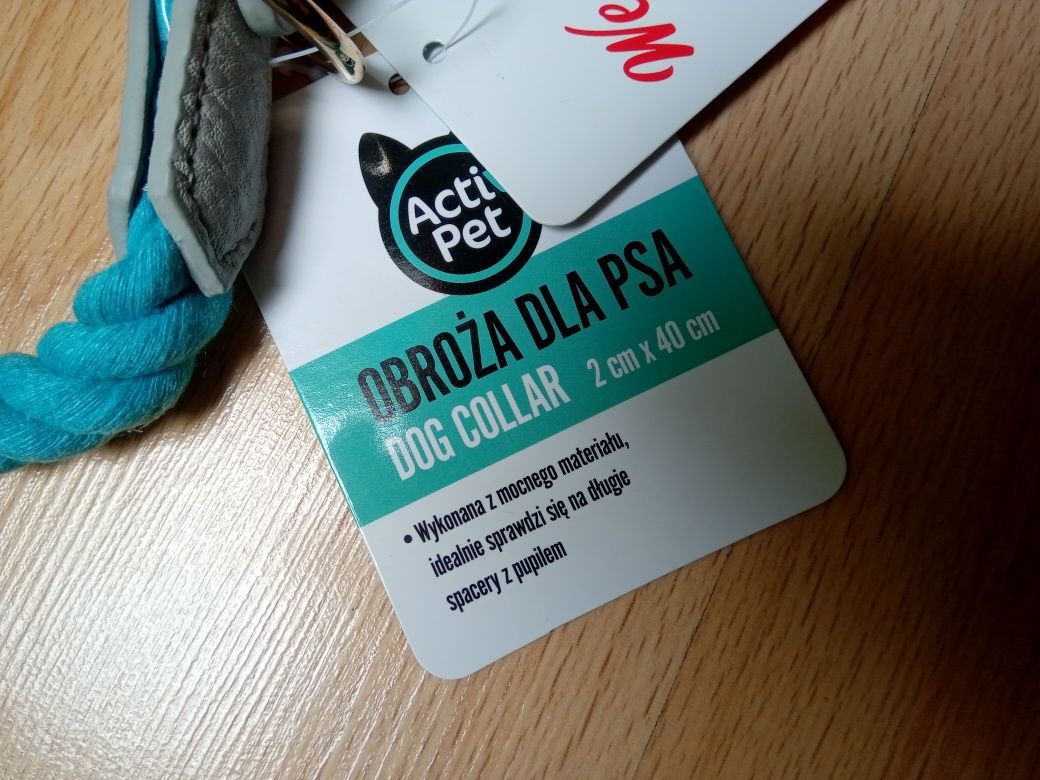 We
Acti
Pet
OBROŻA DLA PSA
DOG COLLAR 2 cm x 40 cm
• Wykonana z mocnego materiału,
idealnie sprawdzi się na długie
spacery z pupilem